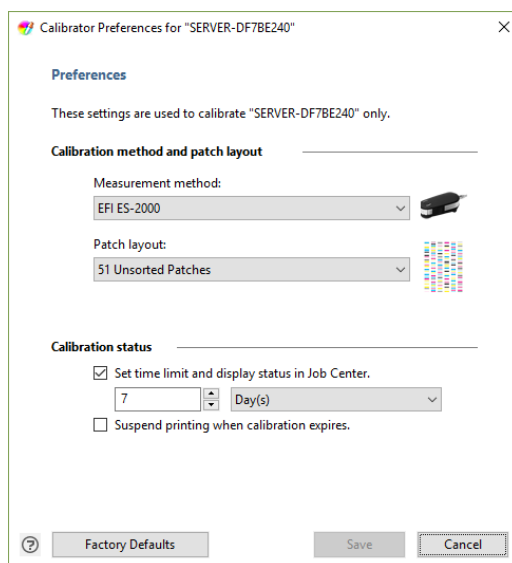 Calibrator Preferences for "SERVER-DF7BE240"
Preferences
These settings are used to calibrate "SERVER-DF7BE240" only.
Calibration method and patch layout
Measurement method:
EFI ES-2000
Patch layout:
51 Unsorted Patches
Calibration status
Set time limit and display status in Job Center.
7 Day(s)
Suspend printing when calibration expires.
? Factory Defaults Save Cancel